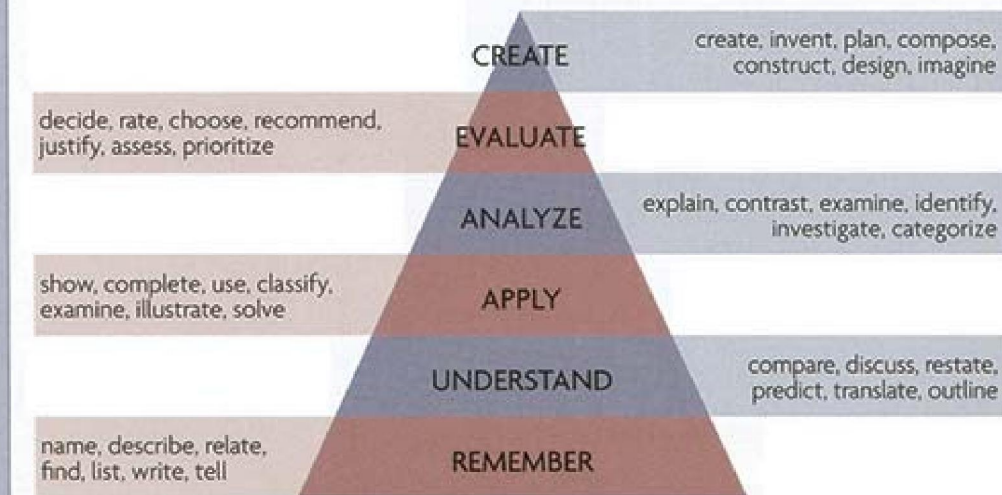 CREATE
create, invent, plan, compose,
construct, design, imagine
decide, rate, choose, recommend,
justify, assess, prioritize
EVALUATE
ANALYZE
explain, contrast, examine, identify,
investigate, categorize
show, complete, use, classify,
examine, illustrate, solve
APPLY
UNDERSTAND
compare, discuss, restate,
predict, translate, outline
name, describe, relate,
find, list, write, tell
REMEMBER